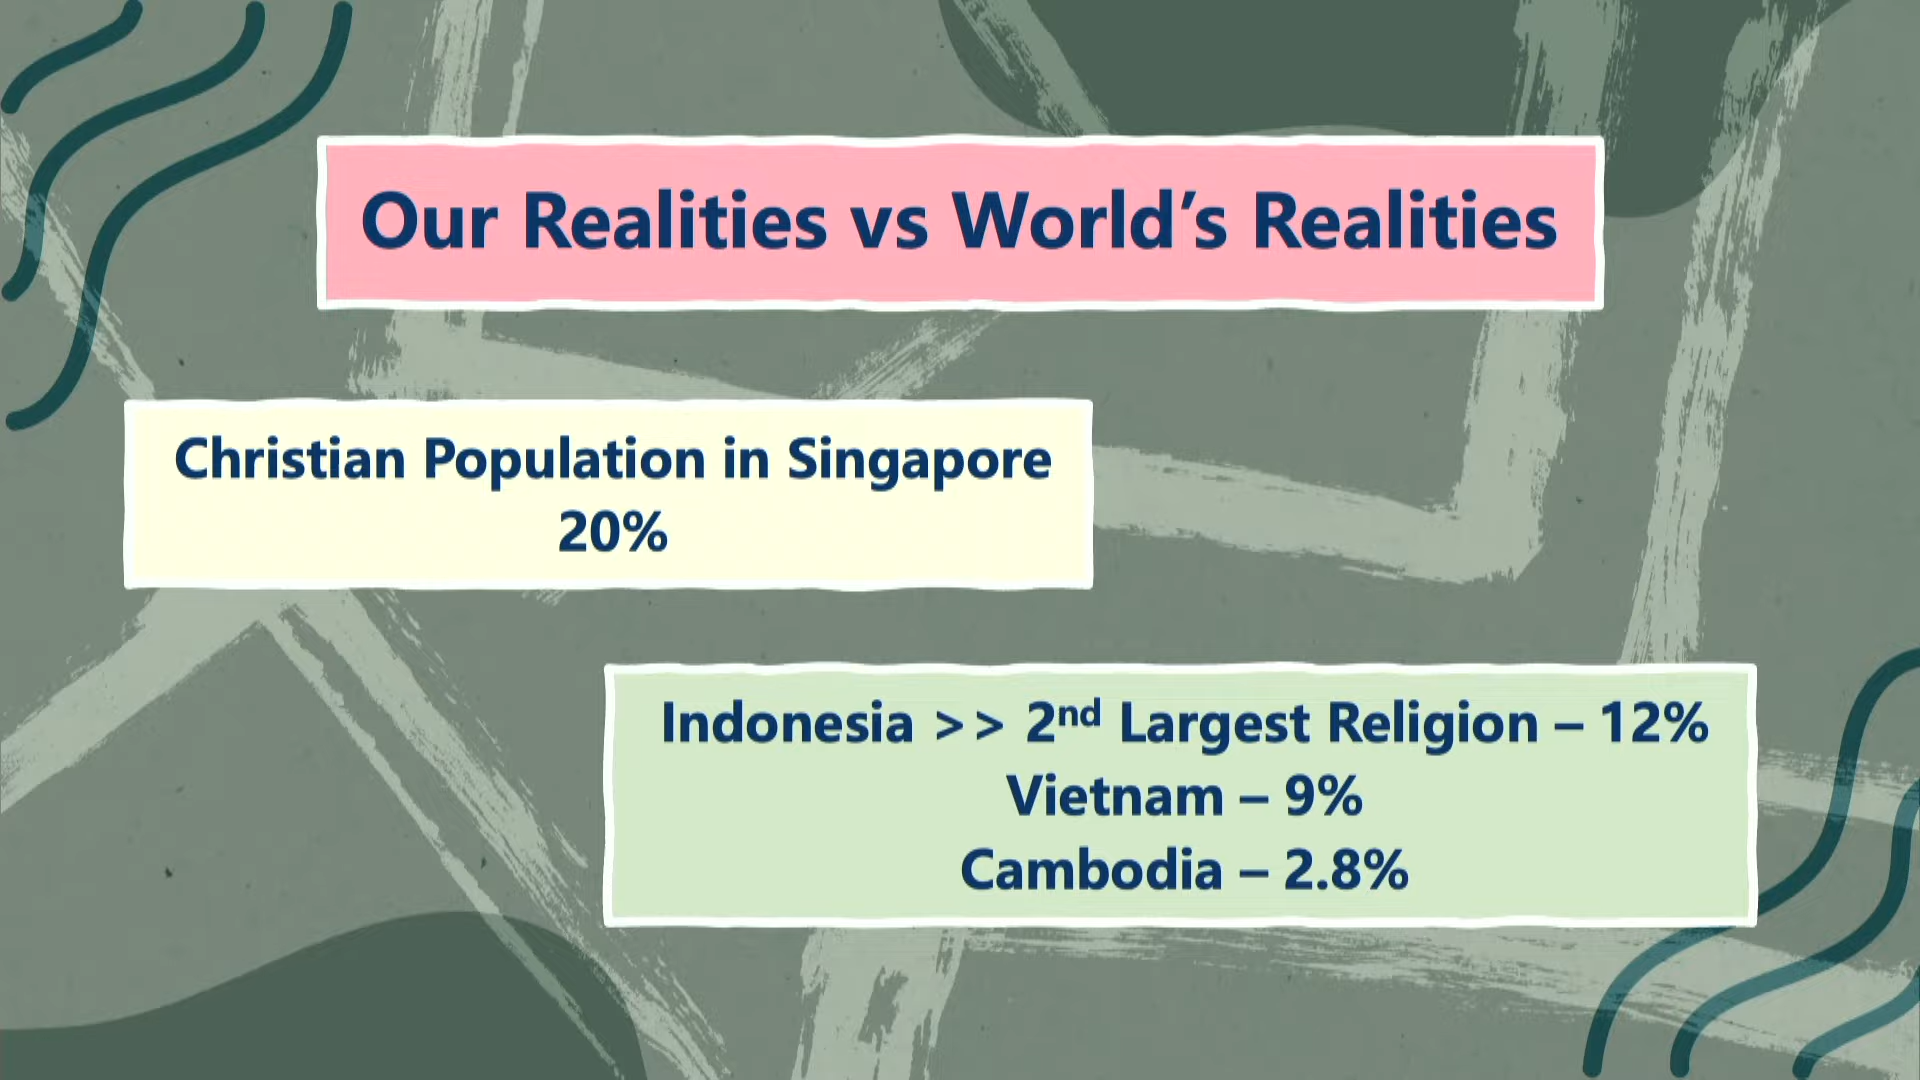 Our Realities vs World’s Realities
Christian Population in Singapore
20%
Indonesia >> 2nd Largest Religion – 12%
Vietnam – 9%
Cambodia – 2.8%